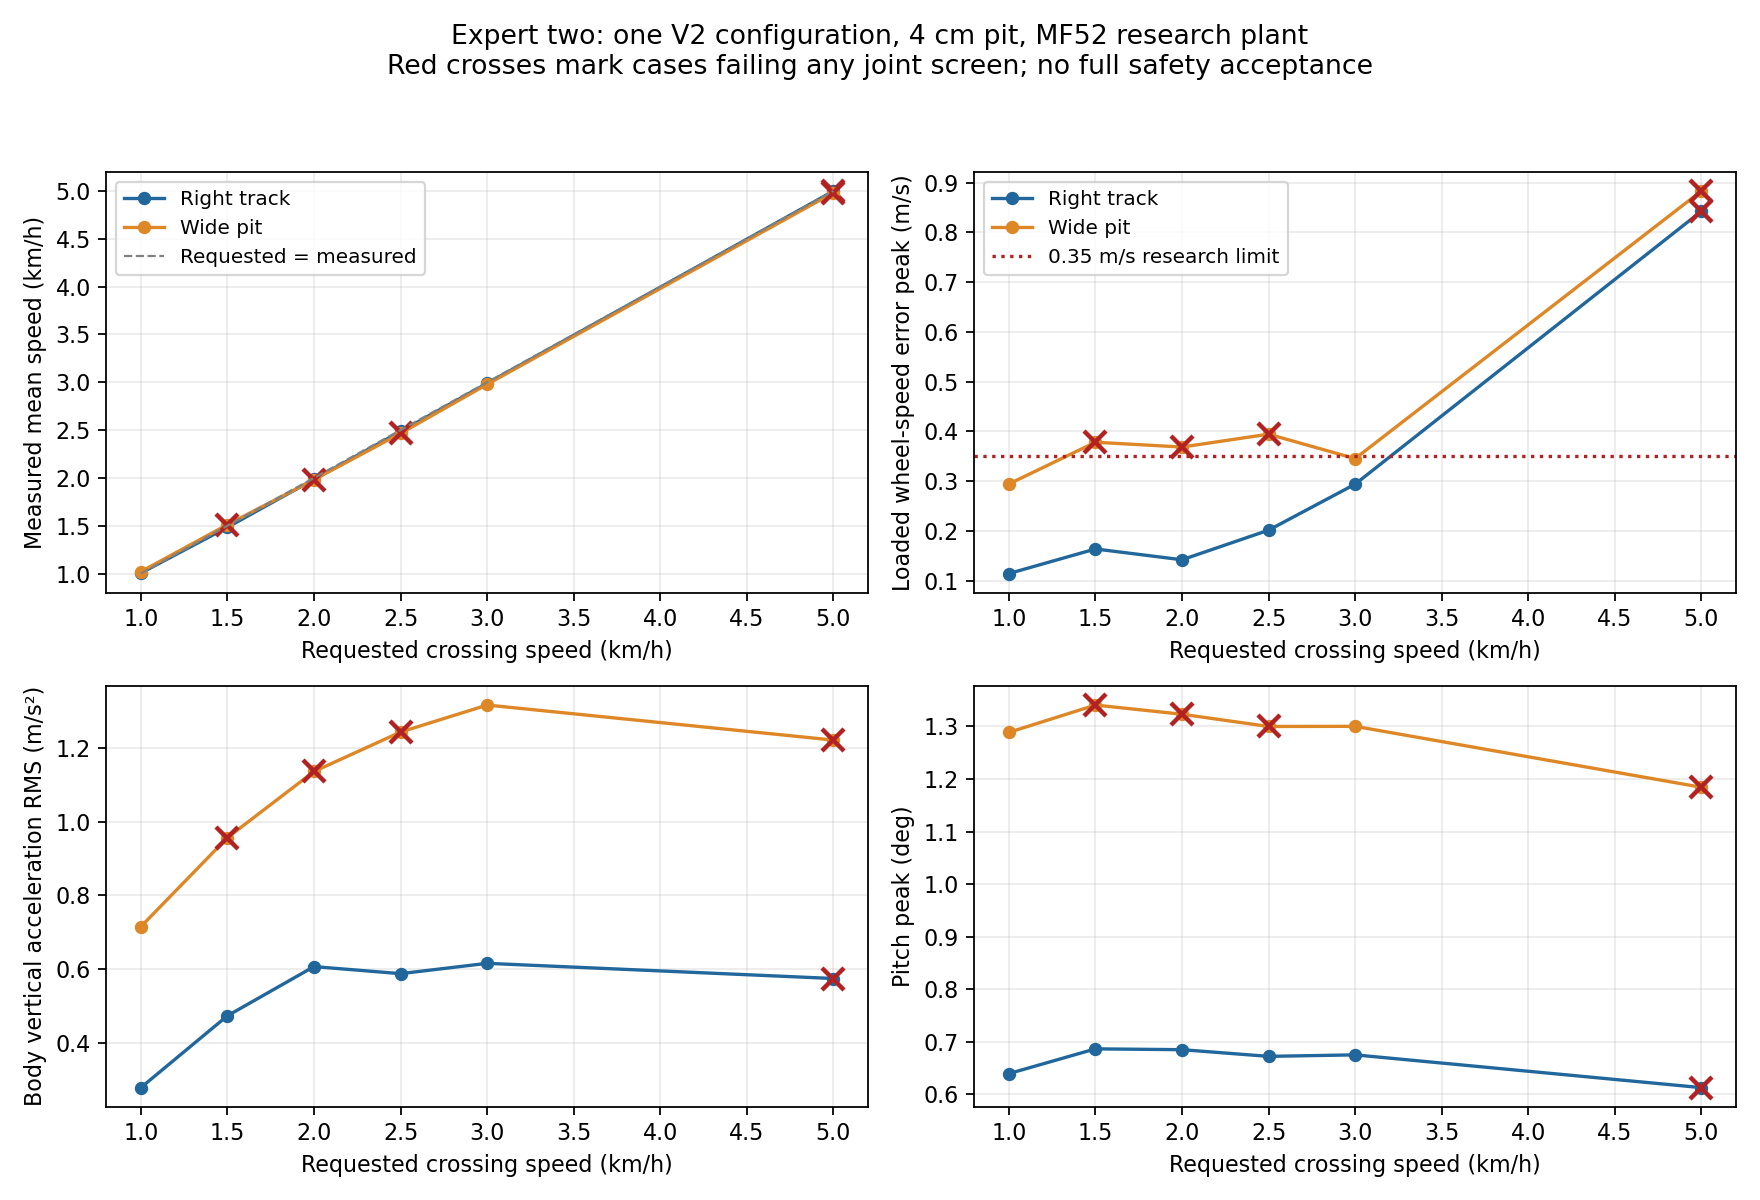 Expert two: one V2 configuration, 4 cm pit, MF52 research plant
Red crosses mark cases failing any joint screen; no full safety acceptance
Measured mean speed (km/h)
5.0
4.5
4.0
3.5
3.0
2.5
2.0
1.5
1.0
Right track
Wide pit
Requested = measured
1.0 1.5 2.0 2.5 3.0 3.5 4.0 4.5 5.0
Requested crossing speed (km/h)
Loaded wheel-speed error peak (m/s)
0.9
0.8
0.7
0.6
0.5
0.4
0.3
0.2
0.1
Right track
Wide pit
0.35 m/s research limit
1.0 1.5 2.0 2.5 3.0 3.5 4.0 4.5 5.0
Requested crossing speed (km/h)
Body vertical acceleration RMS (m/s²)
1.2
1.0
0.8
0.6
0.4
1.0 1.5 2.0 2.5 3.0 3.5 4.0 4.5 5.0
Requested crossing speed (km/h)
Pitch peak (deg)
1.3
1.2
1.1
1.0
0.9
0.8
0.7
0.6
1.0 1.5 2.0 2.5 3.0 3.5 4.0 4.5 5.0
Requested crossing speed (km/h)